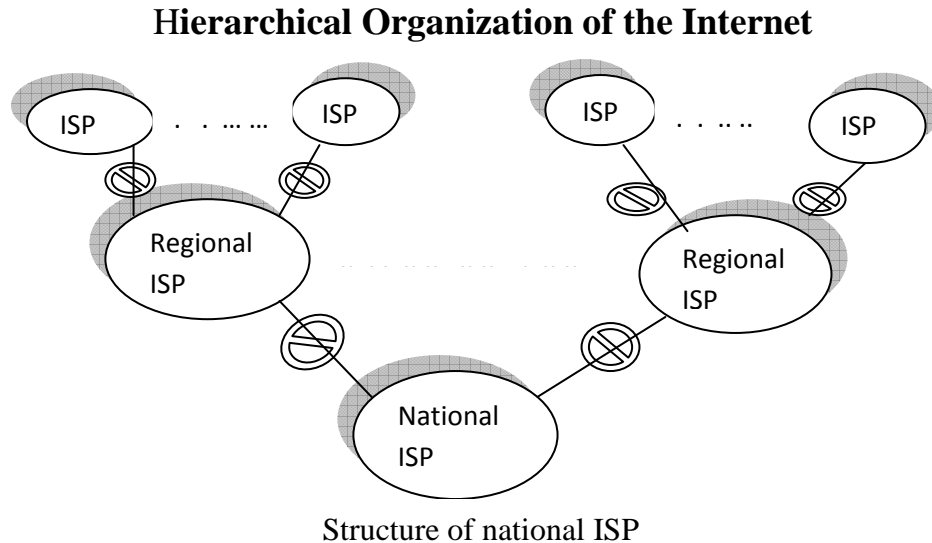 Hierarchical Organization of the Internet
ISP . . ... ... ISP ISP . . .. .. ISP
Regional
ISP
Regional
ISP
National
ISP
Structure of national ISP